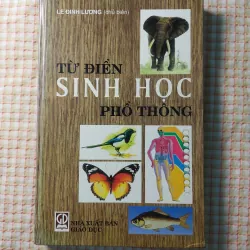 LÊ ĐÌNH LƯƠNG (chủ biên)
TỪ ĐIỂN
SINH HỌC
PHỔ THÔNG
NHÀ XUẤT BẢN
GIÁO DỤC